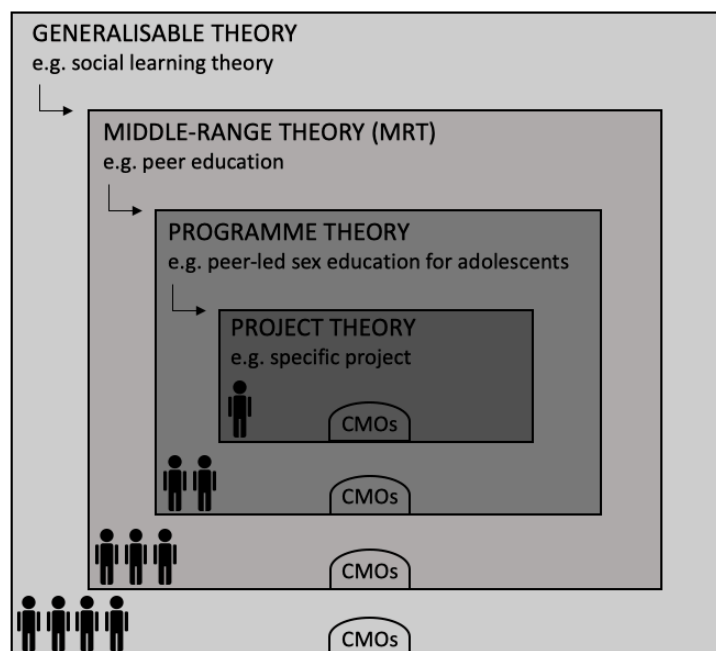 GENERALISABLE THEORY
e.g. social learning theory
MIDDLE-RANGE THEORY (MRT)
e.g. peer education
PROGRAMME THEORY
e.g. peer-led sex education for adolescents
PROJECT THEORY
e.g. specific project
CMOs
CMOs
CMOs
CMOs